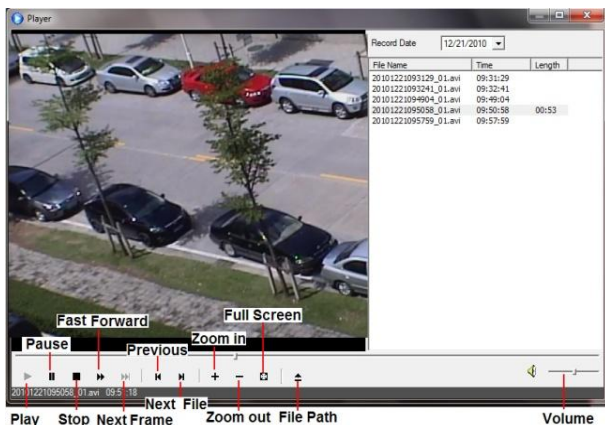 Player
Record Date 12/21/2010
File Name Time Length
20101221093129_01.avi 09:31:29
20101221093241_01.avi 09:32:41
20101221094904_01.avi 09:49:04
20101221095058_01.avi 09:50:58 00:53
20101221095759_01.avi 09:57:59
Full Screen
Fast Forward
Zoom in
Pause
Previous
20101221095058_01.avi
Next File
Play
Stop
Next Frame
Zoom out
File Path
Volume